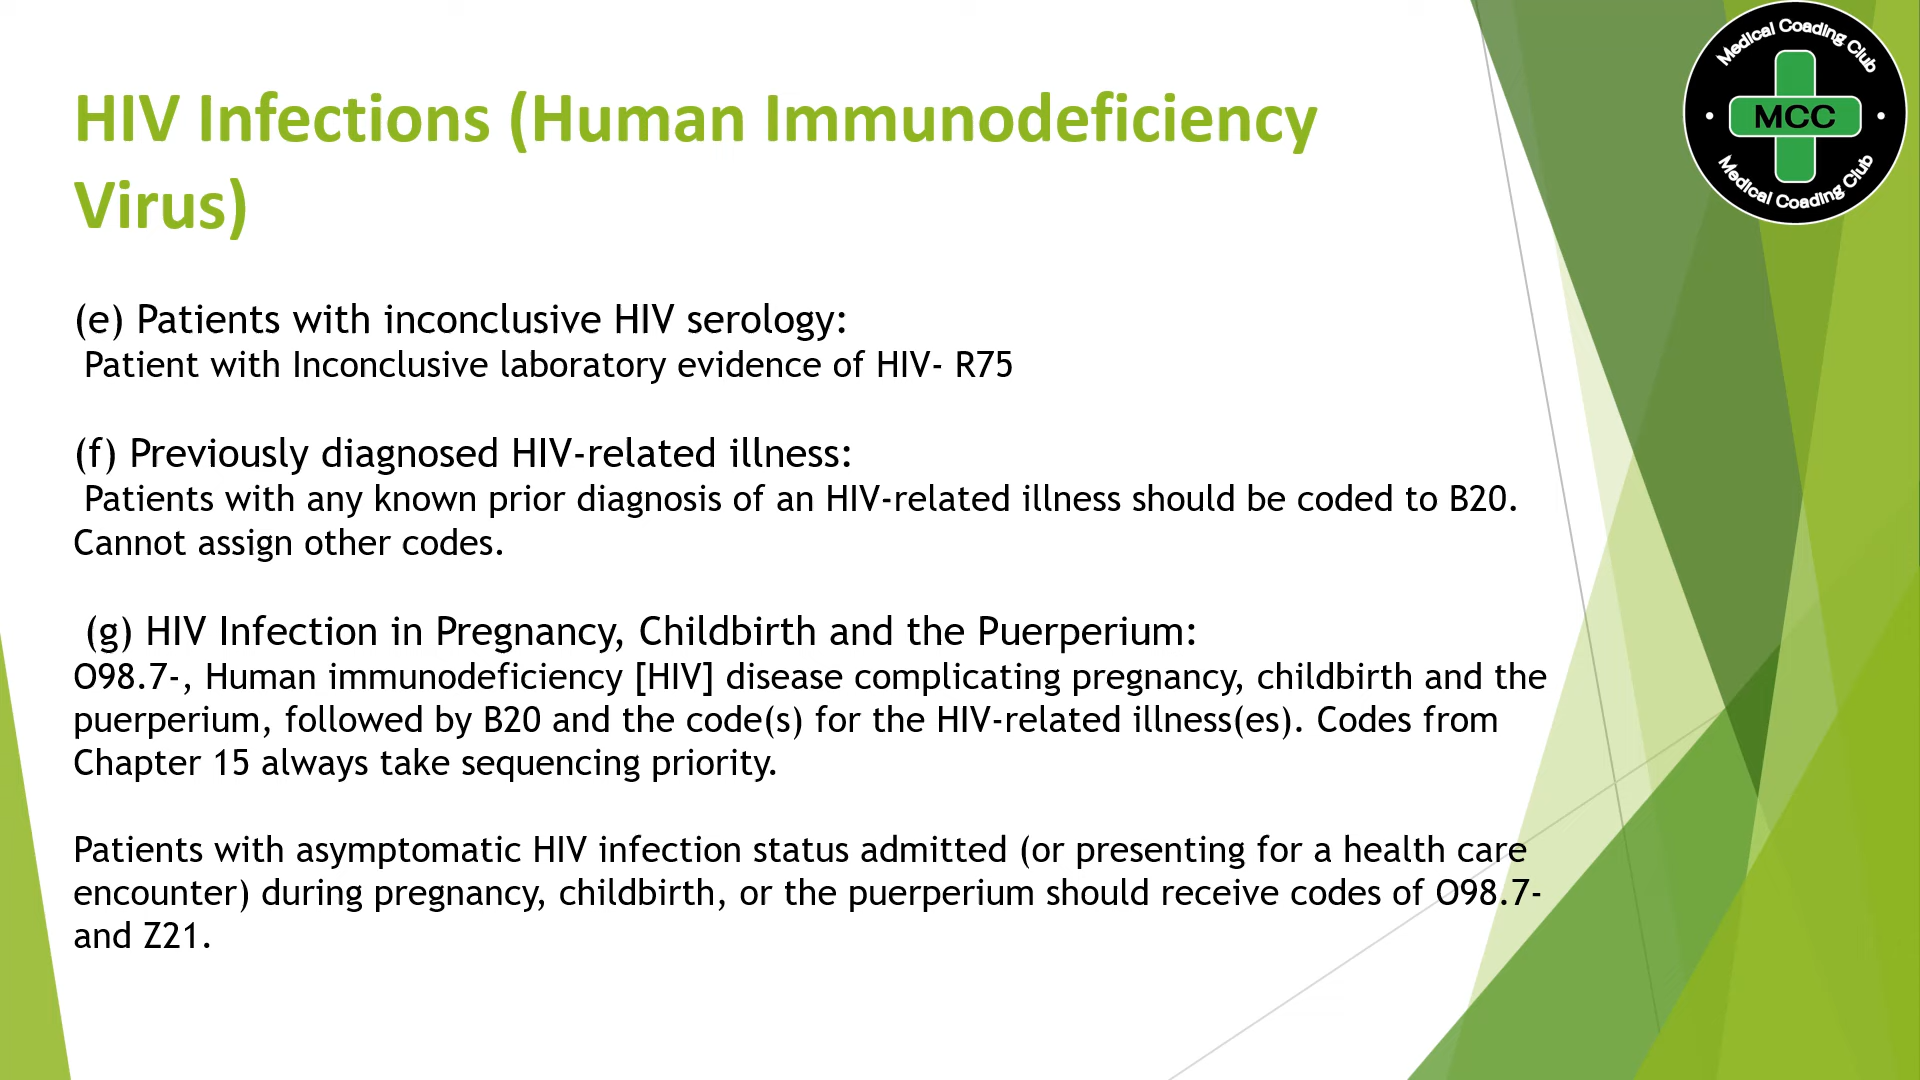 HIV Infections (Human Immunodeficiency
Virus)
Medical Coading Club
MCC
Medical Coading Club
(e) Patients with inconclusive HIV serology:
Patient with Inconclusive laboratory evidence of HIV- R75
(f) Previously diagnosed HIV-related illness:
Patients with any known prior diagnosis of an HIV-related illness should be coded to B20.
Cannot assign other codes.
(g) HIV Infection in Pregnancy, Childbirth and the Puerperium:
O98.7-, Human immunodeficiency [HIV] disease complicating pregnancy, childbirth and the
puerperium, followed by B20 and the code(s) for the HIV-related illness(es). Codes from
Chapter 15 always take sequencing priority.
Patients with asymptomatic HIV infection status admitted (or presenting for a health care
encounter) during pregnancy, childbirth, or the puerperium should receive codes of O98.7-
and Z21.